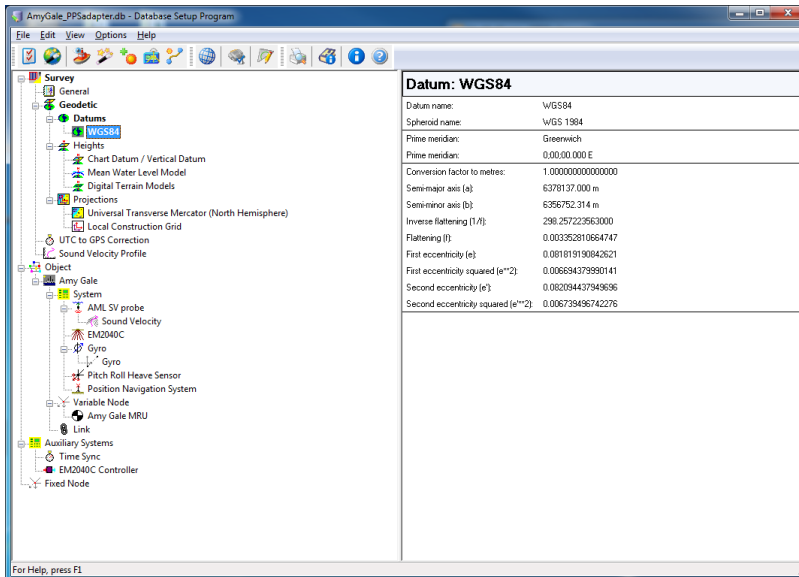 AmyGale_PPSadapter.db - Database Setup Program
File Edit View Options Help
Survey
General
Geodetic
Datums
WGS84
Heights
Chart Datum / Vertical Datum
Mean Water Level Model
Digital Terrain Models
Projections
Universal Transverse Mercator (North Hemisphere)
Local Construction Grid
UTC to GPS Correction
Sound Velocity Profile
Object
Amy Gale
System
AML SV probe
Sound Velocity
EM2040C
Gyro
Gyro
Pitch Roll Heave Sensor
Position Navigation System
Variable Node
Amy Gale MRU
Link
Auxiliary Systems
Time Sync
EM2040C Controller
Fixed Node
Datum: WGS84
Datum name: WGS84
Spheroid name: WGS 1984
Prime meridian: Greenwich
Prime meridian: 0;00;00.000 E
Conversion factor to metres: 1.000000000000000
Semi-major axis (a): 6378137.000 m
Semi-minor axis (b): 6356752.314 m
Inverse flattening (1/f): 298.257223563000
Flattening (f): 0.003352810664747
First eccentricity (e): 0.081819190842621
First eccentricity squared (e**2): 0.00669437999014​1
Second eccentricity (e'): 0.082094437949696
Second eccentricity squared (e'**2): 0.006739496742276
For Help, press F1